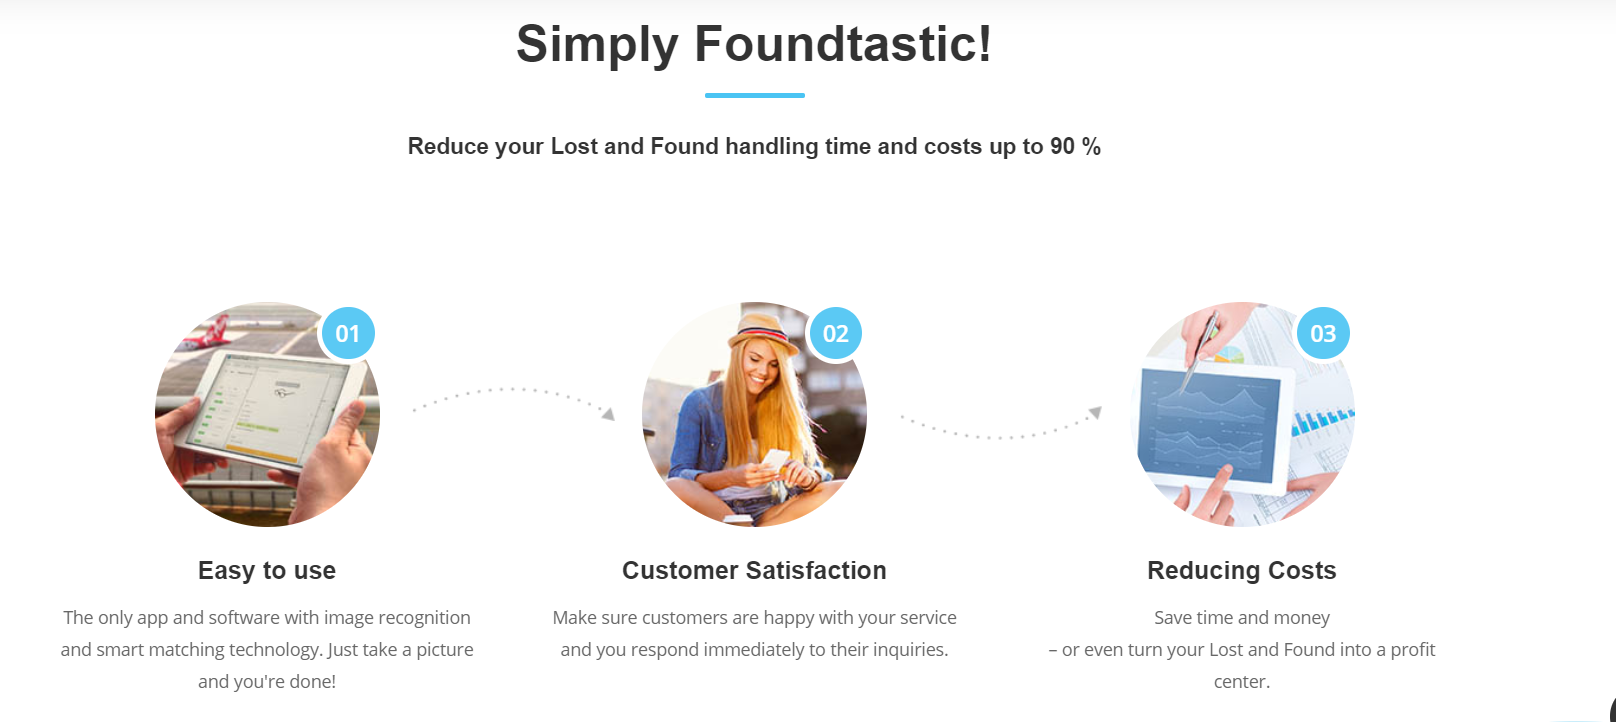 Simply Foundtastic!
Reduce your Lost and Found handling time and costs up to 90 %
01
02
03
Easy to use
The only app and software with image recognition
and smart matching technology. Just take a picture
and you're done!
Customer Satisfaction
Make sure customers are happy with your service
and you respond immediately to their inquiries.
Reducing Costs
Save time and money
– or even turn your Lost and Found into a profit
center.